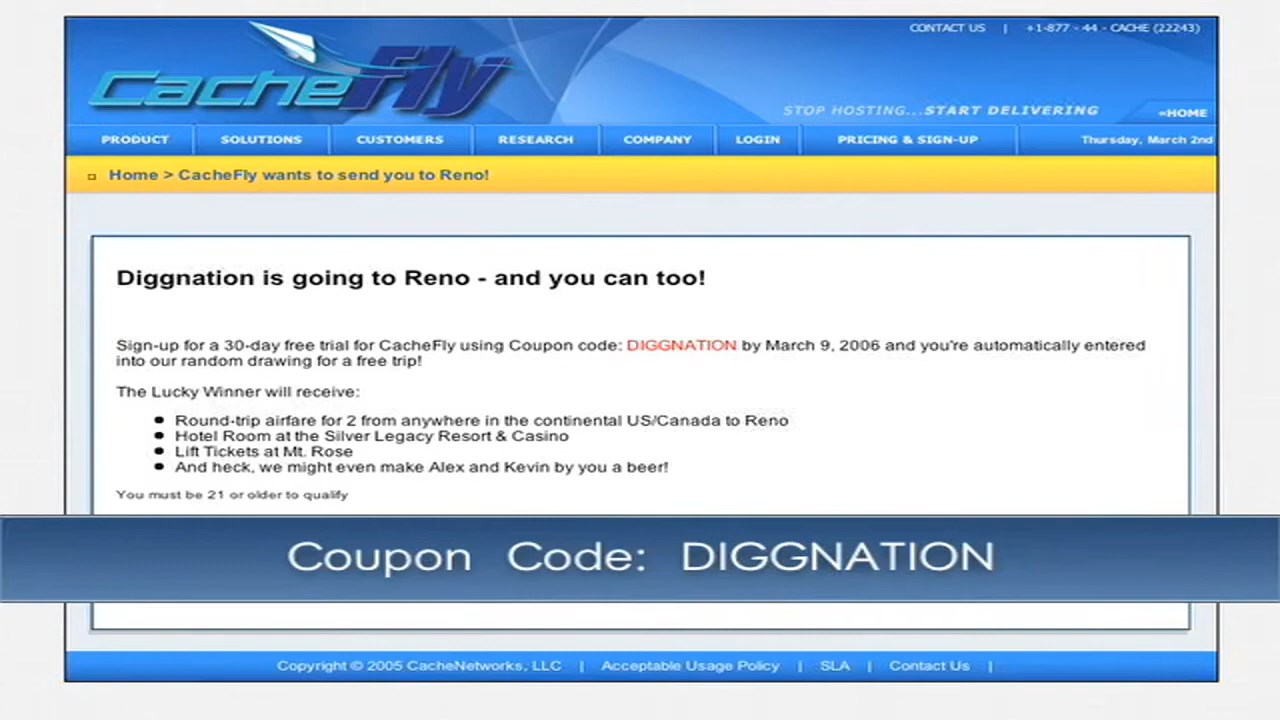 CONTACT US | +1-877 - 44 - CACHE (22243)
CacheFly
STOP HOSTING...START DELIVERING
»HOME
PRODUCT SOLUTIONS CUSTOMERS RESEARCH COMPANY LOGIN PRICING & SIGN-UP Thursday, March 2nd
Home > CacheFly wants to send you to Reno!
Diggnation is going to Reno - and you can too!
Sign-up for a 30-day free trial for CacheFly using Coupon code: DIGGNATION by March 9, 2006 and you're automatically entered
into our random drawing for a free trip!
The Lucky Winner will receive:
● Round-trip airfare for 2 from anywhere in the continental US/Canada to Reno
● Hotel Room at the Silver Legacy Resort & Casino
● Lift Tickets at Mt. Rose
● And heck, we might even make Alex and Kevin by you a beer!
You must be 21 or older to qualify
Coupon Code: DIGGNATION
Copyright © 2005 CacheNetworks, LLC | Acceptable Usage Policy | SLA | Contact Us |